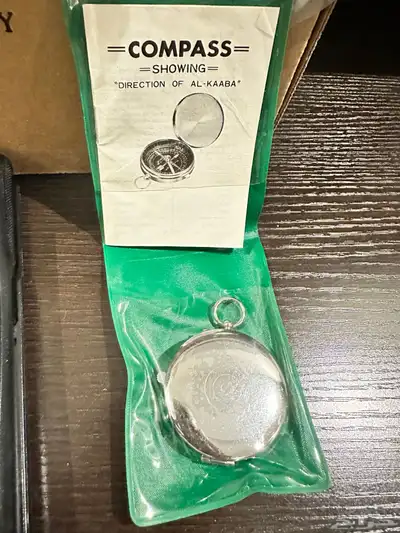 Y
=COMPASS=
=SHOWING=
"DIRECTION OF AL-KAABA"